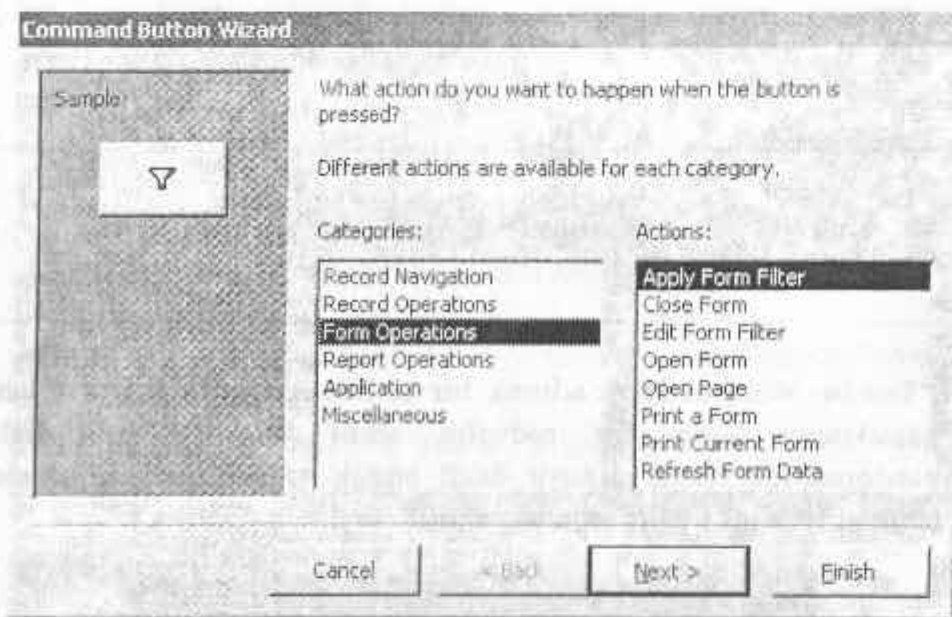 Command Button Wizard
Sample:
What action do you want to happen when the button is
pressed?
Different actions are available for each category.
Categories:
Record Navigation
Record Operations
Form Operations
Report Operations
Application
Miscellaneous
Actions:
Apply Form Filter
Close Form
Edit Form Filter
Open Form
Open Page
Print a Form
Print Current Form
Refresh Form Data
Cancel
Next >
Finish